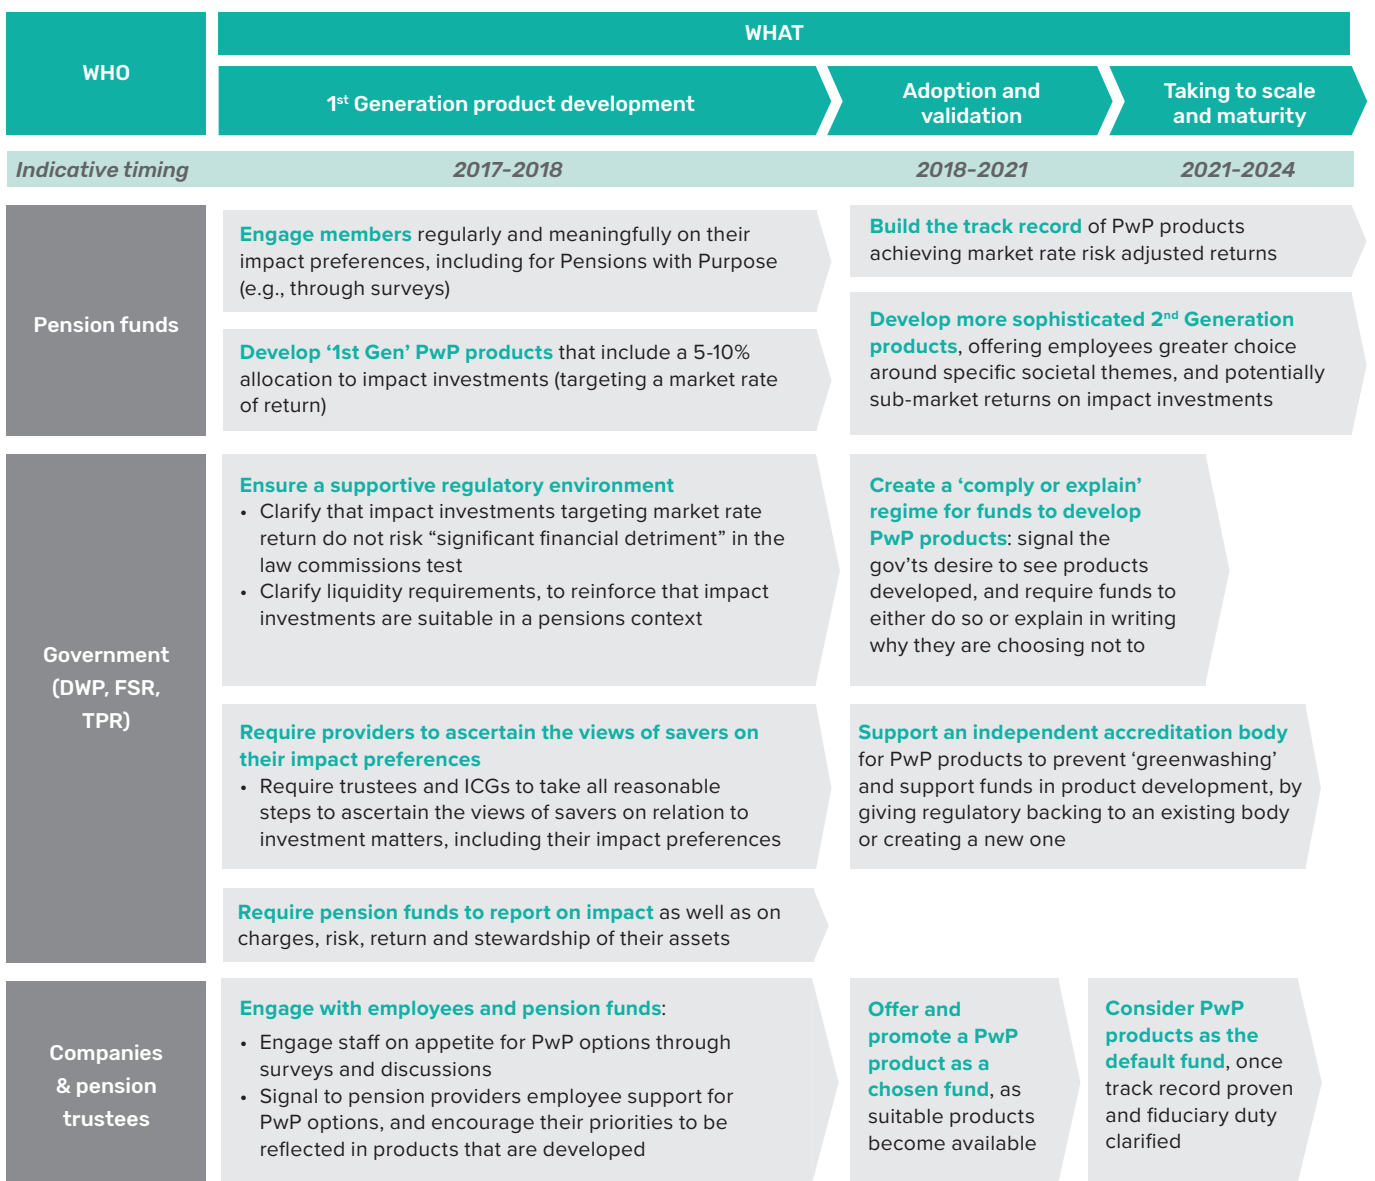 WHO
WHAT
1st Generation product development
Adoption and
validation
Taking to scale
and maturity
Indicative timing
2017-2018
2018-2021
2021-2024
Pension funds
Engage members regularly and meaningfully on their
impact preferences, including for Pensions with Purpose
(e.g., through surveys)
Develop ‘1st Gen’ PwP products that include a 5-10%
allocation to impact investments (targeting a market rate
of return)
Build the track record of PwP products
achieving market rate risk adjusted returns
Develop more sophisticated 2nd Generation
products, offering employees greater choice
around specific societal themes, and potentially
sub-market returns on impact investments
Government
(DWP, FSR,
TPR)
Ensure a supportive regulatory environment
• Clarify that impact investments targeting market rate
return do not risk “significant financial detriment” in the
law commissions test
• Clarify liquidity requirements, to reinforce that impact
investments are suitable in a pensions context
Create a ‘comply or explain’
regime for funds to develop
PwP products: signal the
gov’ts desire to see products
developed, and require funds to
either do so or explain in writing
why they are choosing not to
Require providers to ascertain the views of savers on
their impact preferences
• Require trustees and ICGs to take all reasonable
steps to ascertain the views of savers on relation to
investment matters, including their impact preferences
Support an independent accreditation body
for PwP products to prevent ‘greenwashing’
and support funds in product development, by
giving regulatory backing to an existing body
or creating a new one
Require pension funds to report on impact as well as on
charges, risk, return and stewardship of their assets
Companies
& pension
trustees
Engage with employees and pension funds:
• Engage staff on appetite for PwP options through
surveys and discussions
• Signal to pension providers employee support for
PwP options, and encourage their priorities to be
reflected in products that are developed
Offer and
promote a PwP
product as a
chosen fund, as
suitable products
become available
Consider PwP
products as the
default fund, once
track record proven
and fiduciary duty
clarified